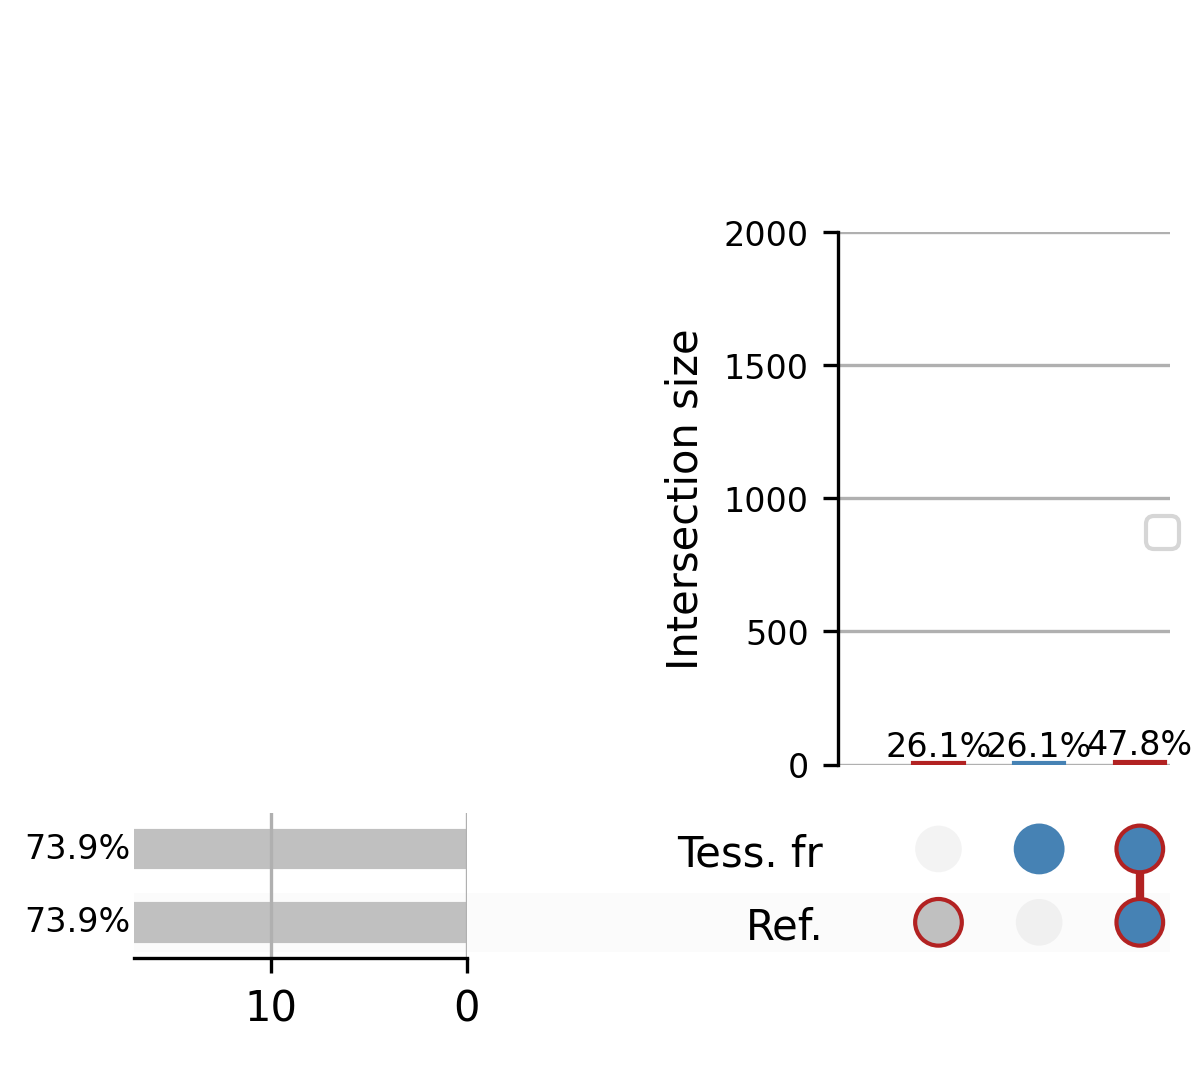 2000
1500
1000
500
0
Intersection size
26.1% 26.1% 47.8%
73.9%
73.9%
Tess. fr
Ref.
10 0